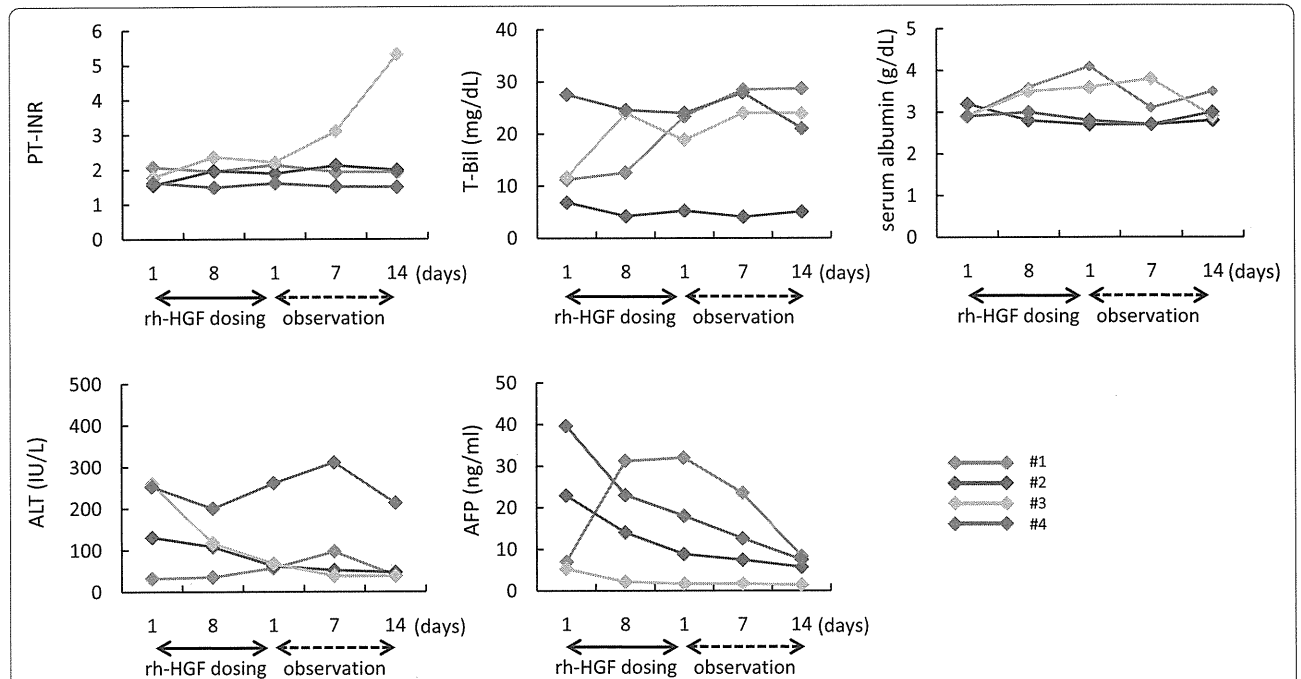 PT-INR
6
5
4
3
2
1
0
1 8 1 7 14 (days)
rh-HGF dosing observation
T-Bil (mg/dL)
40
30
20
10
0
1 8 1 7 14 (days)
rh-HGF dosing observation
serum albumin (g/dL)
5
4
3
2
1
0
1 8 1 7 14 (days)
rh-HGF dosing observation
ALT (IU/L)
500
400
300
200
100
0
1 8 1 7 14 (days)
rh-HGF dosing observation
AFP (ng/ml)
50
40
30
20
10
0
1 8 1 7 14 (days)
rh-HGF dosing observation
#1
#2
#3
#4